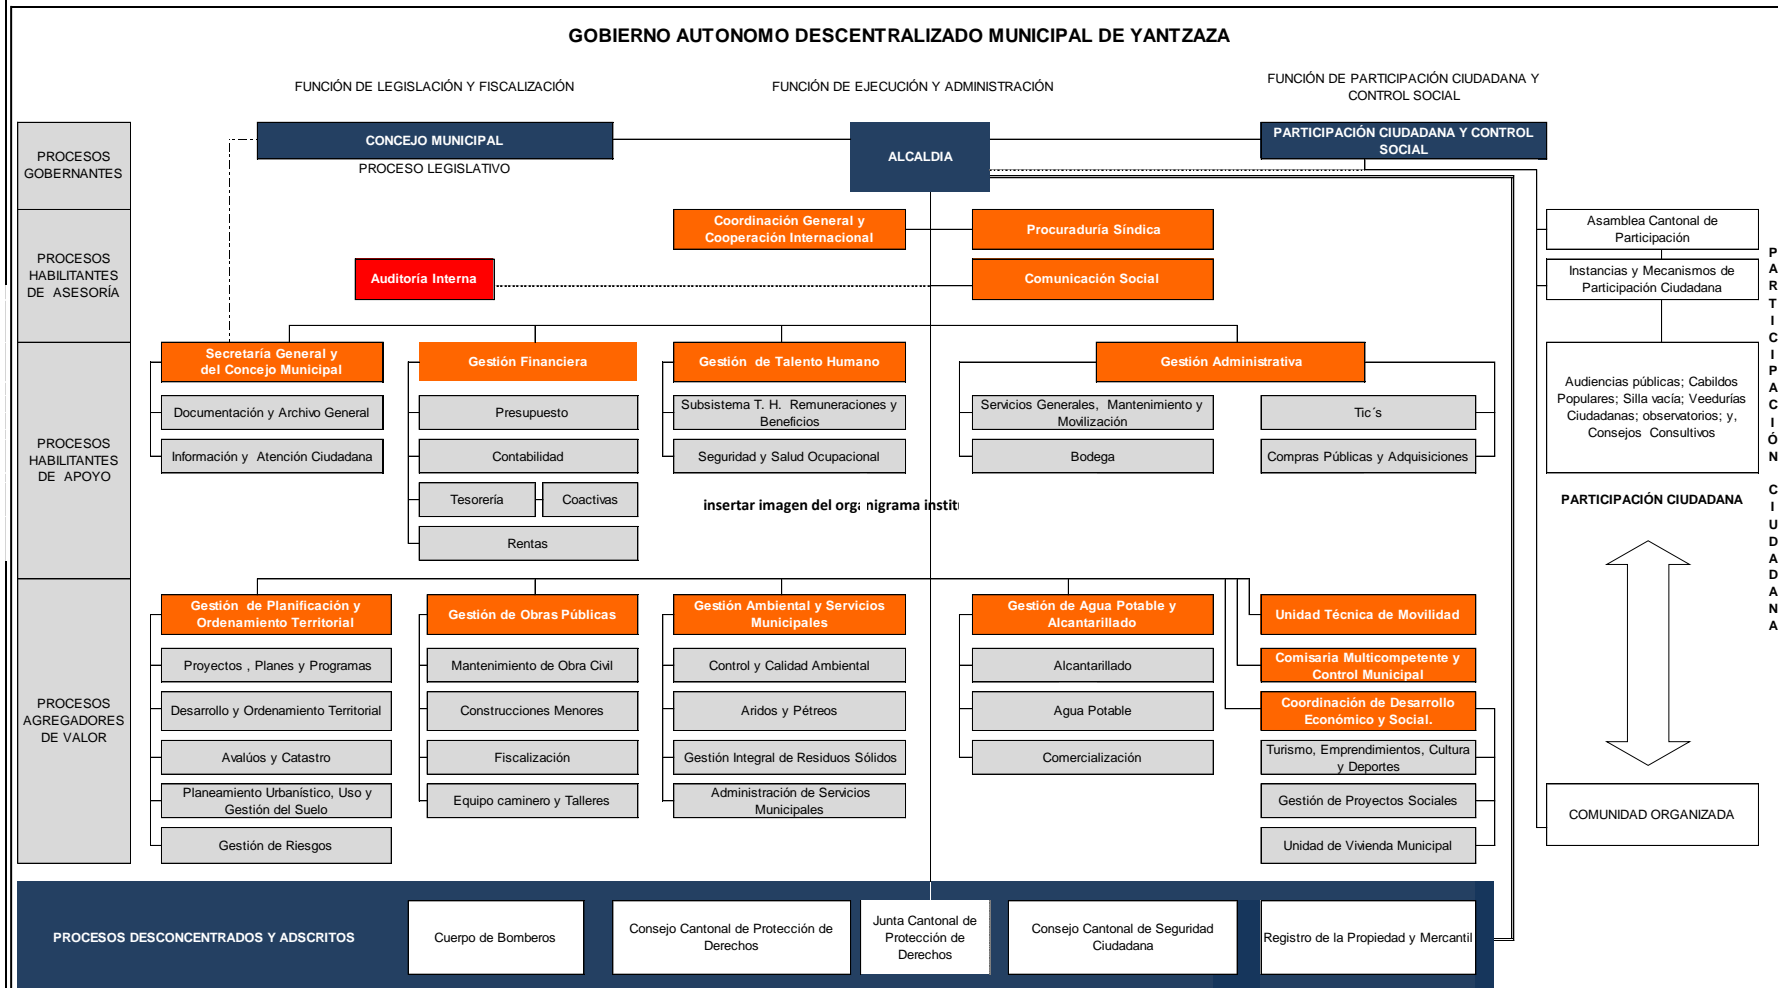 GOBIERNO AUTONOMO DESCENTRALIZADO MUNICIPAL DE YANTZAZA
FUNCIÓN DE LEGISLACIÓN Y FISCALIZACIÓN
FUNCIÓN DE EJECUCIÓN Y ADMINISTRACIÓN
FUNCIÓN DE PARTICIPACIÓN CIUDADANA Y
CONTROL SOCIAL
PROCESOS
GOBERNANTES
CONCEJO MUNICIPAL
PROCESO LEGISLATIVO
ALCALDIA
PARTICIPACIÓN CIUDADANA Y CONTROL
SOCIAL
PROCESOS
HABILITANTES
DE ASESORÍA
Coordinación General y
Cooperación Internacional
Procuraduría Síndica
Auditoría Interna
Comunicación Social
Asamblea Cantonal de
Participación
Instancias y Mecanismos de
Participación Ciudadana
PROCESOS
HABILITANTES
DE APOYO
Secretaría General y
del Concejo Municipal
Documentación y Archivo General
Información y Atención Ciudadana
Gestión Financiera
Presupuesto
Contabilidad
Tesorería
Coactivas
Rentas
Gestión de Talento Humano
Subsistema T. H. Remuneraciones y
Beneficios
Seguridad y Salud Ocupacional
insertar imagen del organigrama instit
Gestión Administrativa
Servicios Generales, Mantenimiento y
Movilización
Bodega
Tic´s
Compras Públicas y Adquisiciones
Audiencias públicas; Cabildos
Populares; Silla vacía; Veedurías
Ciudadanas; observatorios; y,
Consejos Consultivos
PARTICIPACIÓN CIUDADANA
PARTICIPACIÓN CIUDADANA
PROCESOS
AGREGADORES
DE VALOR
Gestión de Planificación y
Ordenamiento Territorial
Proyectos , Planes y Programas
Desarrollo y Ordenamiento Territorial
Avalúos y Catastro
Planeamiento Urbanístico, Uso y
Gestión del Suelo
Gestión de Riesgos
Gestión de Obras Públicas
Mantenimiento de Obra Civil
Construcciones Menores
Fiscalización
Equipo caminero y Talleres
Gestión Ambiental y Servicios
Municipales
Control y Calidad Ambiental
Aridos y Pétreos
Gestión Integral de Residuos Sólidos
Administración de Servicios
Municipales
Gestión de Agua Potable y
Alcantarillado
Alcantarillado
Agua Potable
Comercialización
Unidad Técnica de Movilidad
Comisaria Multicompetente y
Control Municipal
Coordinación de Desarrollo
Económico y Social.
Turismo, Emprendimientos, Cultura
y Deportes
Gestión de Proyectos Sociales
Unidad de Vivienda Municipal
COMUNIDAD ORGANIZADA
PROCESOS DESCONCENTRADOS Y ADSCRITOS
Cuerpo de Bomberos
Consejo Cantonal de Protección de
Derechos
Junta Cantonal de
Protección de
Derechos
Consejo Cantonal de Seguridad
Ciudadana
Registro de la Propiedad y Mercantil